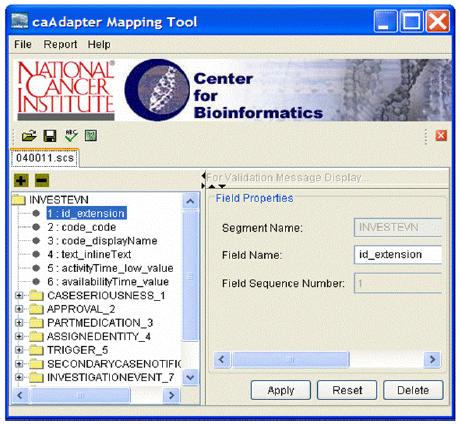 caAdapter Mapping Tool
File Report Help
NATIONAL
CANCER
INSTITUTE
Center
for
Bioinformatics
040011.scs
For Validation Message Display...
INVESTEVN
1 : id_extension
2 : code_code
3 : code_displayName
4 : text_inlineText
5 : activityTime_low_value
6 : availabilityTime_value
CASESERIOUSNESS_1
APPROVAL_2
PARTMEDICATION_3
ASSIGNEDENTITY_4
TRIGGER_5
SECONDARYCASENOTIFIC
INVESTIGATIONEVENT_7
Field Properties
Segment Name: INVESTEVN
Field Name: id_extension
Field Sequence Number: 1
Apply Reset Delete